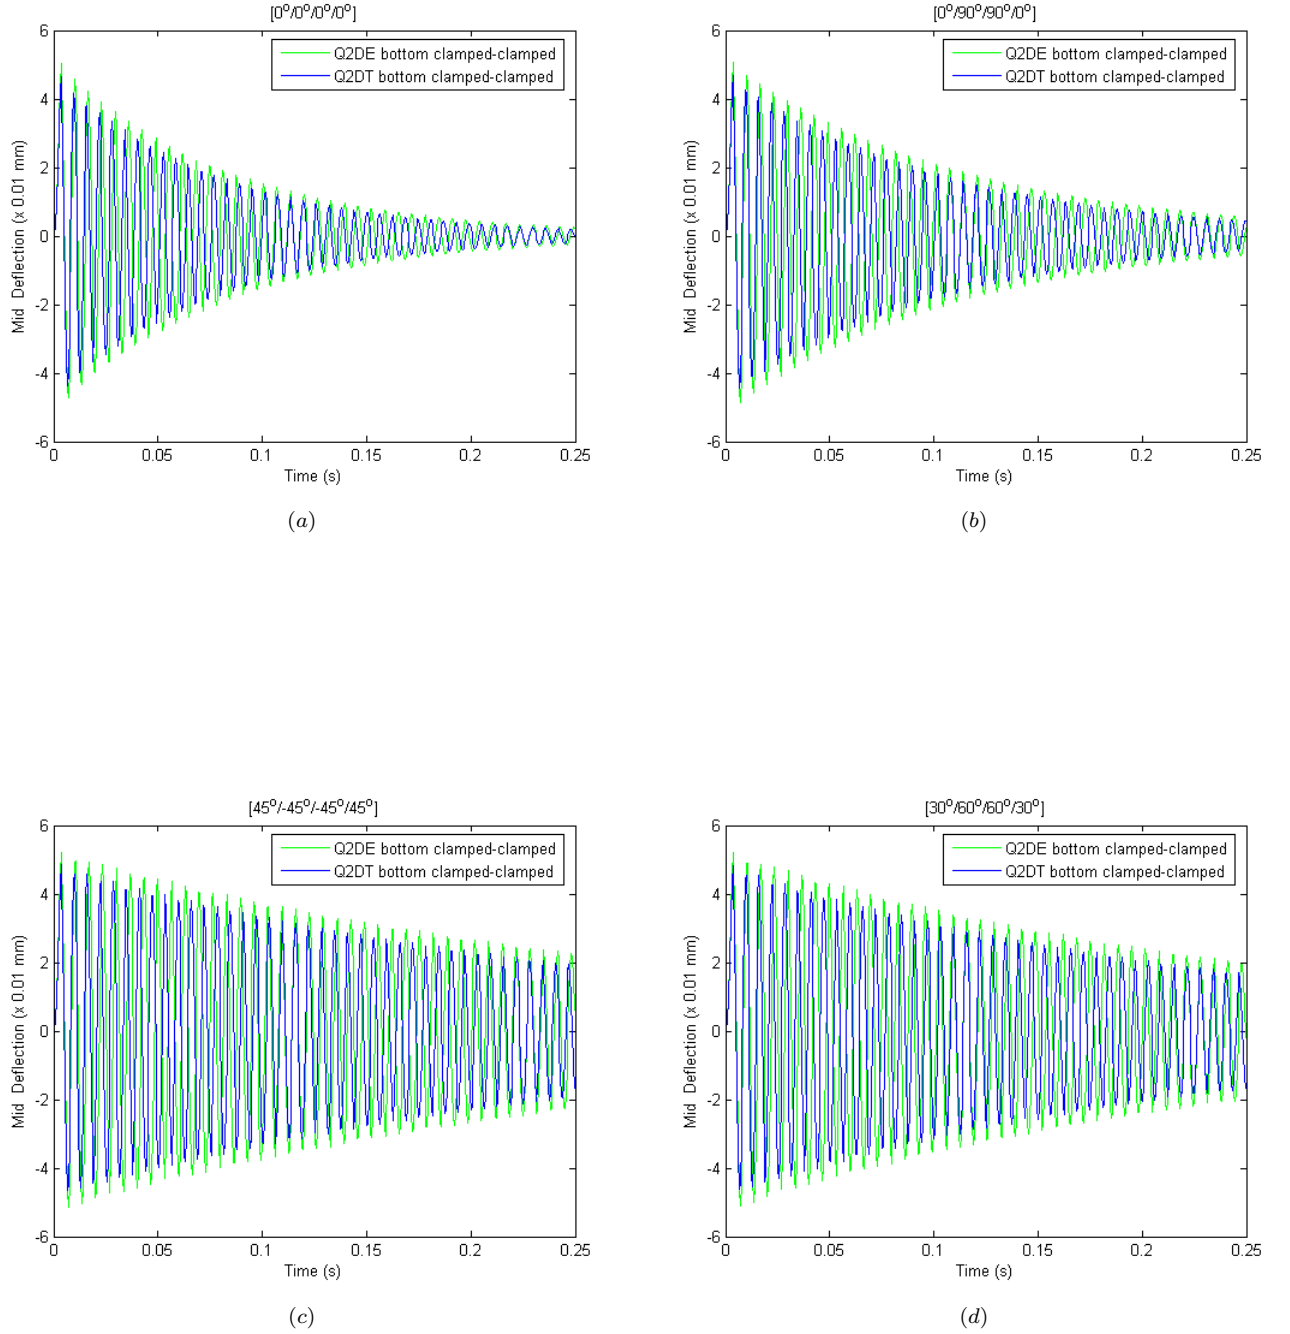 [0°/0°/0°/0°]
6
4
2
0
-2
-4
-6
Mid Deflection (x 0.01 mm)
Q2DE bottom clamped-clamped
Q2DT bottom clamped-clamped
0
0.05
0.1
0.15
0.2
0.25
Time (s)
(a)
[0°/90°/90°/0°]
6
4
2
0
-2
-4
-6
Mid Deflection (x 0.01 mm)
Q2DE bottom clamped-clamped
Q2DT bottom clamped-clamped
0
0.05
0.1
0.15
0.2
0.25
Time (s)
(b)
[45°/-45°/-45°/45°]
6
4
2
0
-2
-4
-6
Mid Deflection (x 0.01 mm)
Q2DE bottom clamped-clamped
Q2DT bottom clamped-clamped
0
0.05
0.1
0.15
0.2
0.25
Time (s)
(c)
[30°/60°/60°/30°]
6
4
2
0
-2
-4
-6
Mid Deflection (x 0.01 mm)
Q2DE bottom clamped-clamped
Q2DT bottom clamped-clamped
0
0.05
0.1
0.15
0.2
0.25
Time (s)
(d)